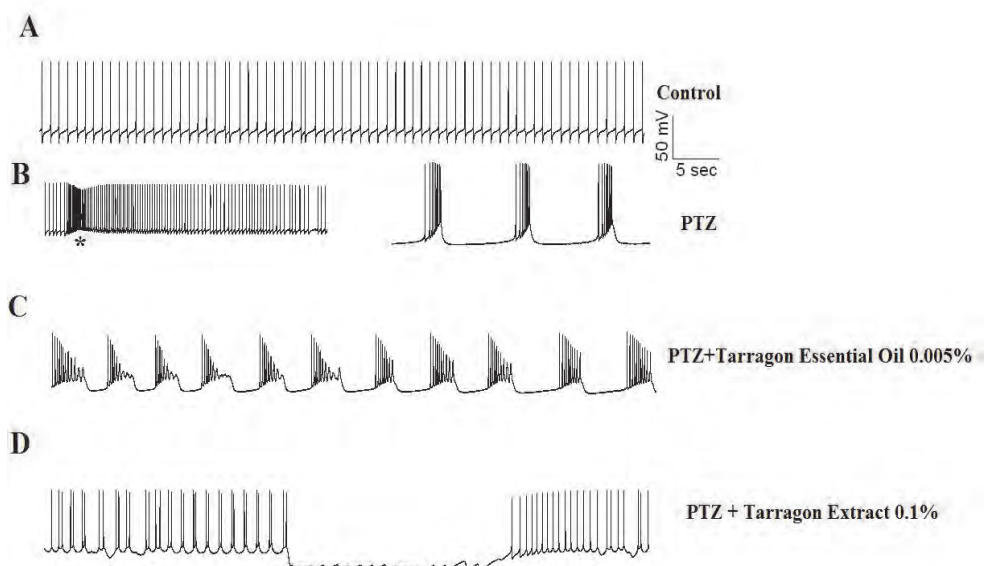 A
Control
50 mV
5 sec
B
*
PTZ
C
PTZ+Tarragon Essential Oil 0.005%
D
PTZ + Tarragon Extract 0.1%